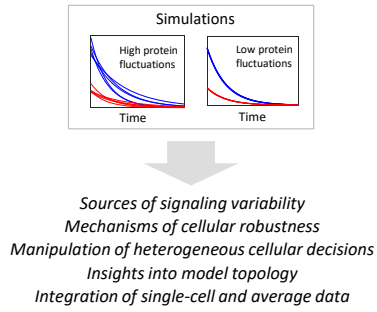 Simulations
High protein
fluctuations
Low protein
fluctuations
Time
Time
Sources of signaling variability
Mechanisms of cellular robustness
Manipulation of heterogeneous cellular decisions
Insights into model topology
Integration of single-cell and average data